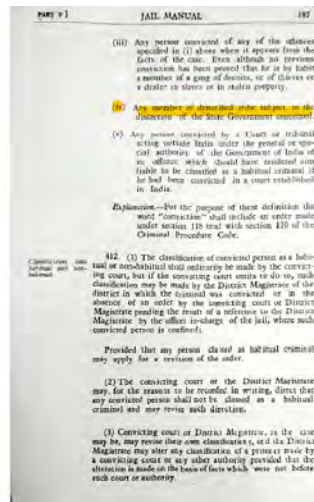 PART V] JAIL MANUAL 197
(iii) Any person convicted of any of the offences
specified in (i) above when it appears from the
facts of the case. Even although no previous
conviction has been proved that he is by habit
a member of a gang of dacoits, or of thieves or
a dealer in slaves or in stolen property.
(iv) Any member of denotified tribe subject to the
discretion of the State Government concerned.
(v) Any person convicted by a Court or tribunal
acting outside India under the general or spe-
cial authority of the Government of India of
an offence which should have rendered him
liable to be classified as a habitual criminal if
he had been convicted in a court established
in India.
Explanation.—For the purpose of these definition the
word "conviction" shall include an order made
under section 118 read with section 110 of the
Criminal Procedure Code.
Classification into
habitual and non-
habitual.
412. (1) The classification of convicted person as a habi-
tual or non-habitual shall ordinarily be made by the convict-
ing court, but if the convicting court omits to do so, such
classification may be made by the District Magistrate of the
district in which the criminal was convicted or in the
absence of an order by the convicting court or District
Magistrate pending the result of a reference to the District
Magistrate by the officer in-charge of the jail, where such
convicted person is confined:
Provided that any person classed as habitual criminal
may apply for a revision of the order.
(2) The convicting court or the District Magistrate
may, for the reasons to be recorded in writing, direct that
any convicted person shall not be classed as a habitual
criminal and may revise such direction.
(3) Convicting court or District Magistrate, as the case
may be, may revise their own classifications, and the District
Magistrate may alter any classification of a prisoner made by
a convicting court or any other authority provided that the
alteration is made on the basis of facts which were not before
such court or authority.